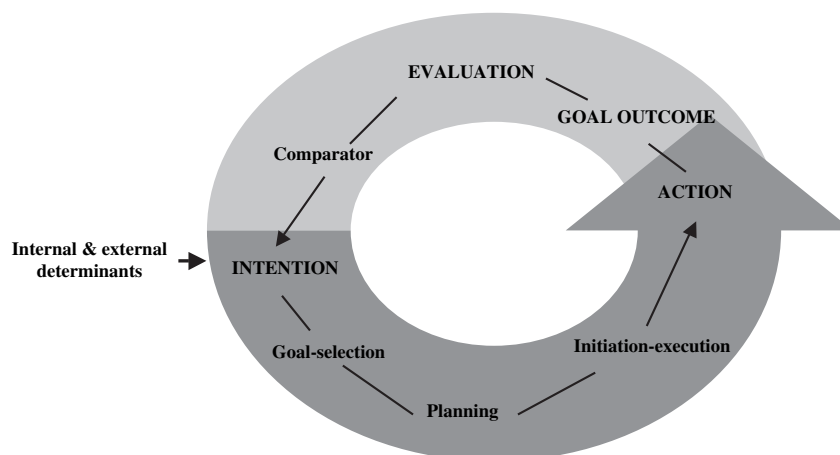 EVALUATION
GOAL OUTCOME
Comparator
ACTION
Internal & external
determinants
INTENTION
Goal-selection
Initiation-execution
Planning